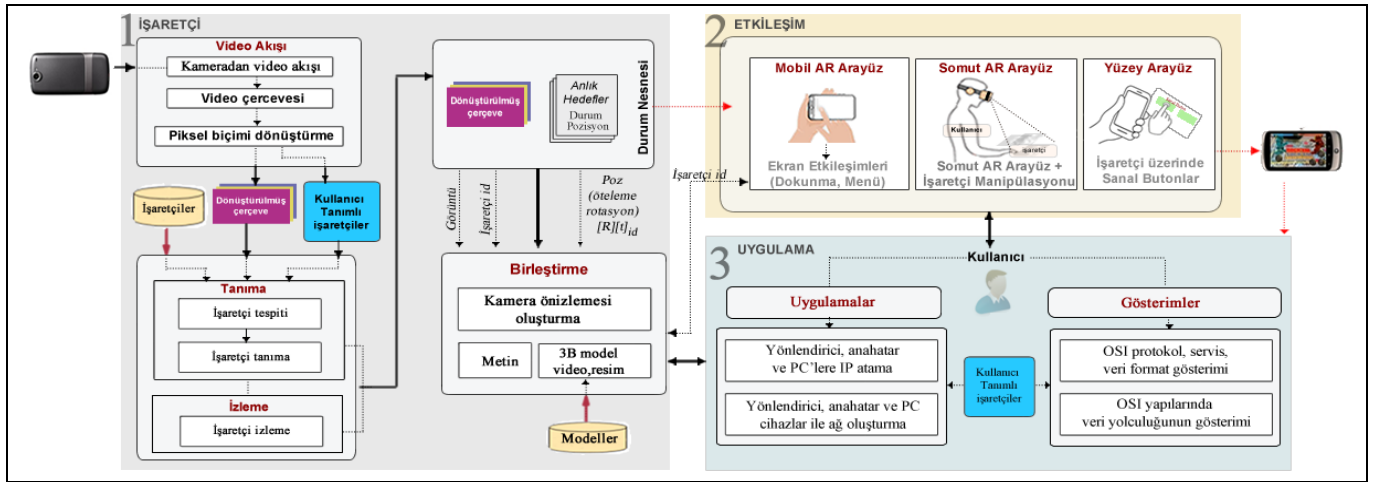 1 İŞARETÇİ
Video Akışı
Kameradan video akışı
Video çercevesi
Piksel biçimi dönüştürme
İşaretçiler
Dönüştürülmüş
çerçeve
Kullanıcı
Tanımlı
işaretçiler
Tanıma
İşaretçi tespiti
İşaretçi tanıma
İzleme
İşaretçi izleme
Dönüştürülmüş
çerçeve
Anlık
Hedefler
Durum
Pozisyon
Durum Nesnesi
Görüntü
İşaretçi id
Poz
(öteleme
rotasyon)
[R][t]id
Birleştirme
Kamera önizlemesi
oluşturma
Metin
3B model
video,resim
Modeller
2 ETKİLEŞİM
Mobil AR Arayüz
Ekran Etkileşimleri
(Dokunma, Menü)
Somut AR Arayüz
Kullanıcı
işaretçi
Somut AR Arayüz +
İşaretçi Manipülasyonu
Yüzey Arayüz
İşaretçi üzerinde
Sanal Butonlar
İşaretçi id
3 UYGULAMA
Kullanıcı
Uygulamalar
Yönlendirici, anahatar
ve PC'lere IP atama
Yönlendirici, anahatar ve PC
cihazlar ile ağ oluşturma
Kullanıcı
Tanımlı
işaretçiler
Gösterimler
OSI protokol, servis,
veri format gösterimi
OSI yapılarında
veri yolculuğunun gösterimi